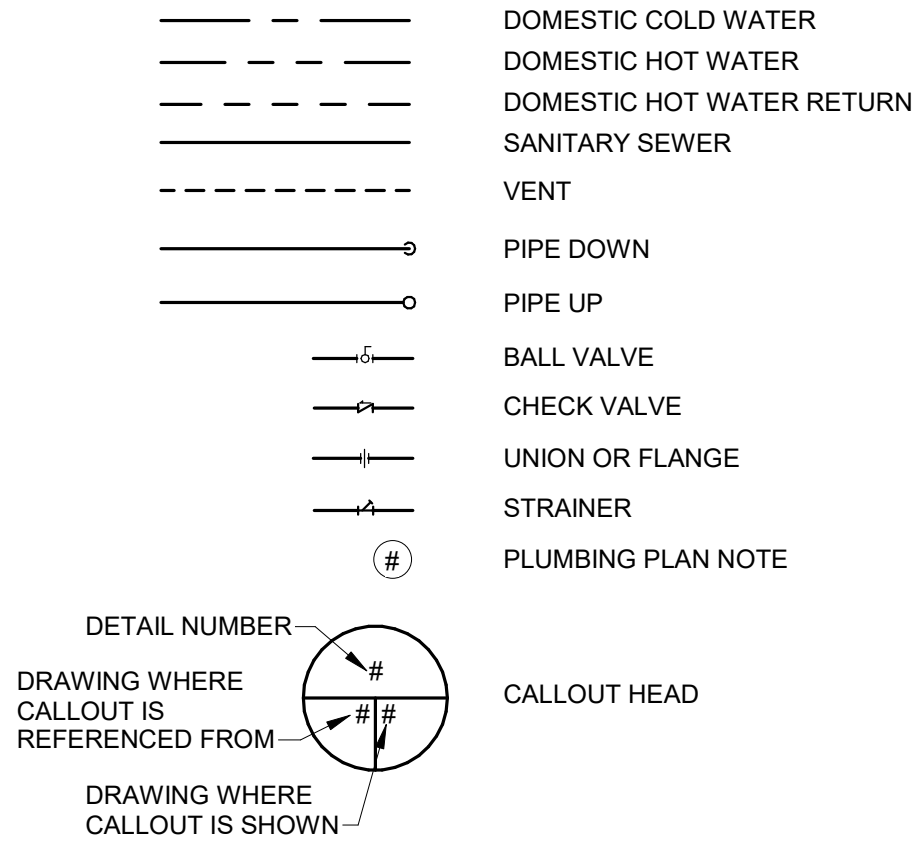 DOMESTIC COLD WATER
DOMESTIC HOT WATER
DOMESTIC HOT WATER RETURN
SANITARY SEWER
VENT
PIPE DOWN
PIPE UP
BALL VALVE
CHECK VALVE
UNION OR FLANGE
STRAINER
# PLUMBING PLAN NOTE
DETAIL NUMBER
#
DRAWING WHERE
CALLOUT IS
REFERENCED FROM
# #
CALLOUT HEAD
DRAWING WHERE
CALLOUT IS SHOWN